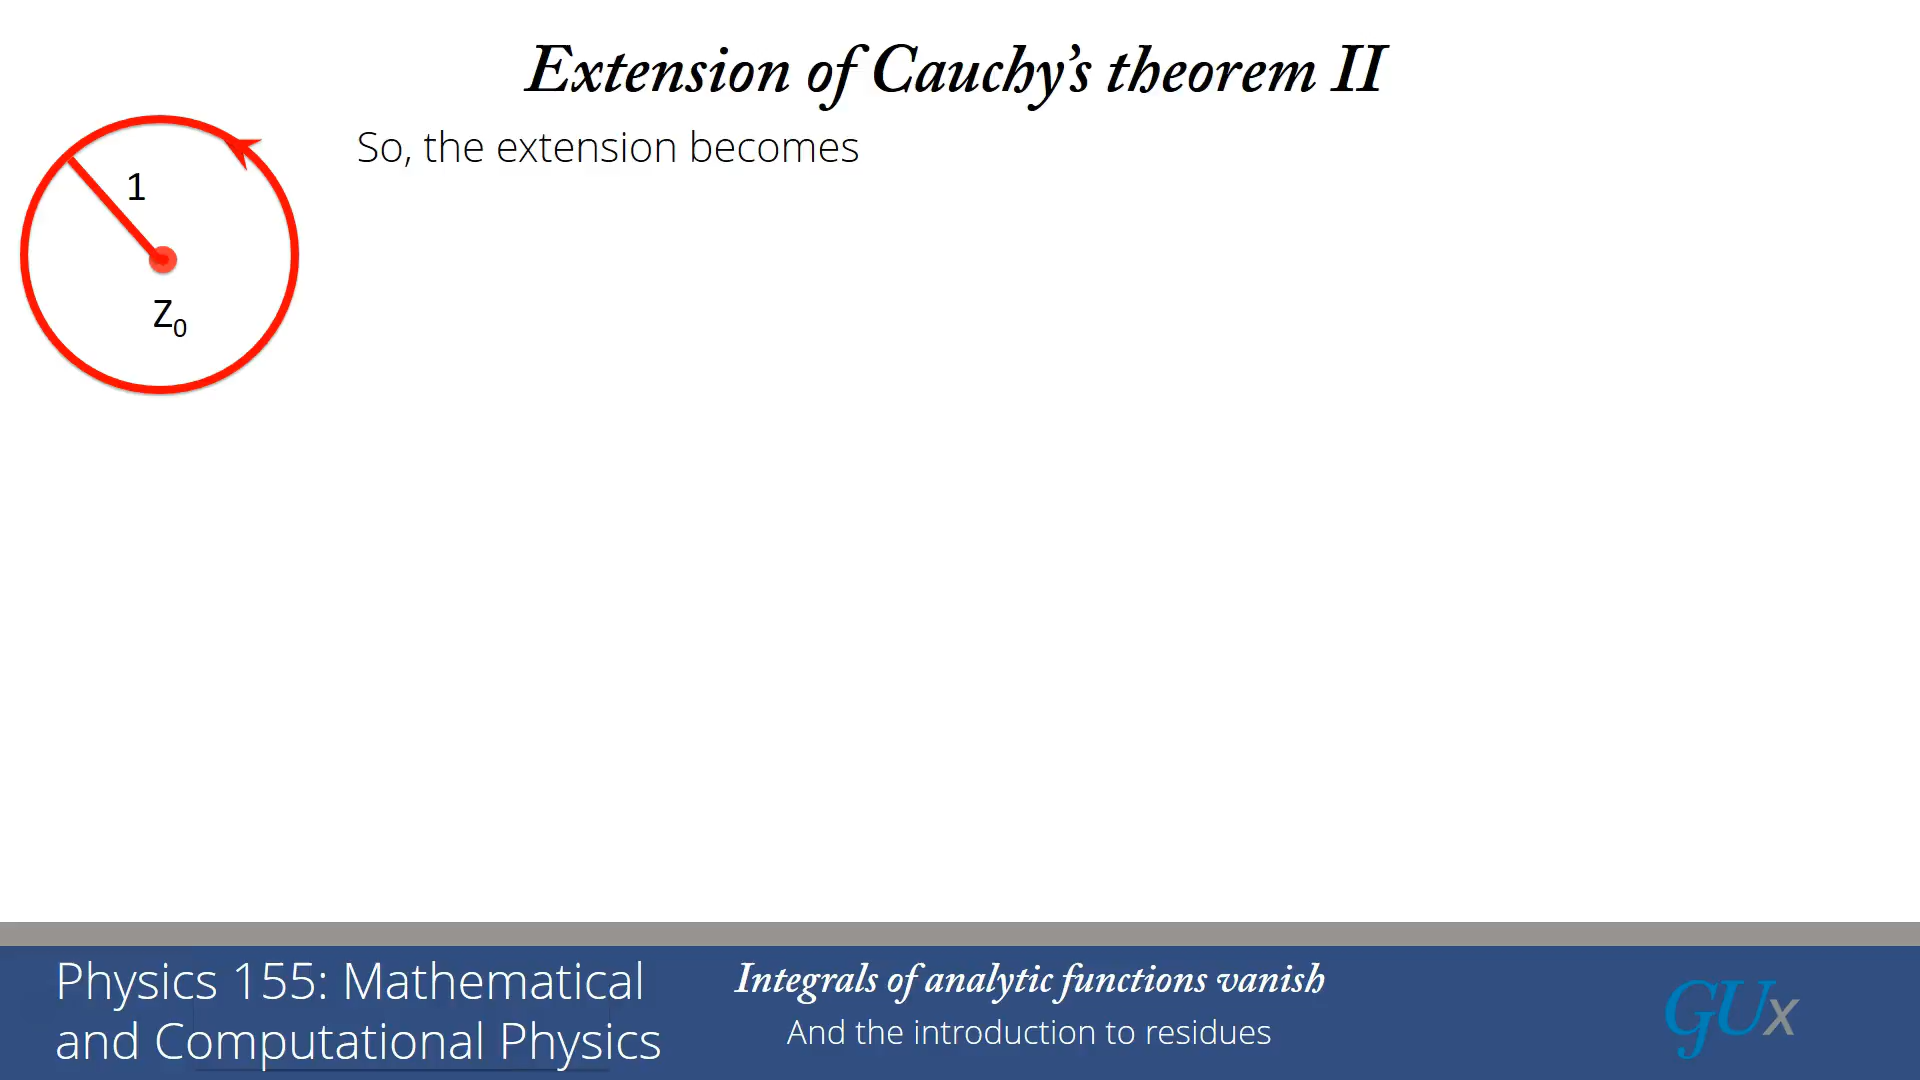 Extension of Cauchy's theorem II
So, the extension becomes
1
Z₀
Physics 155: Mathematical
and Computational Physics
Integrals of analytic functions vanish
And the introduction to residues
GUx